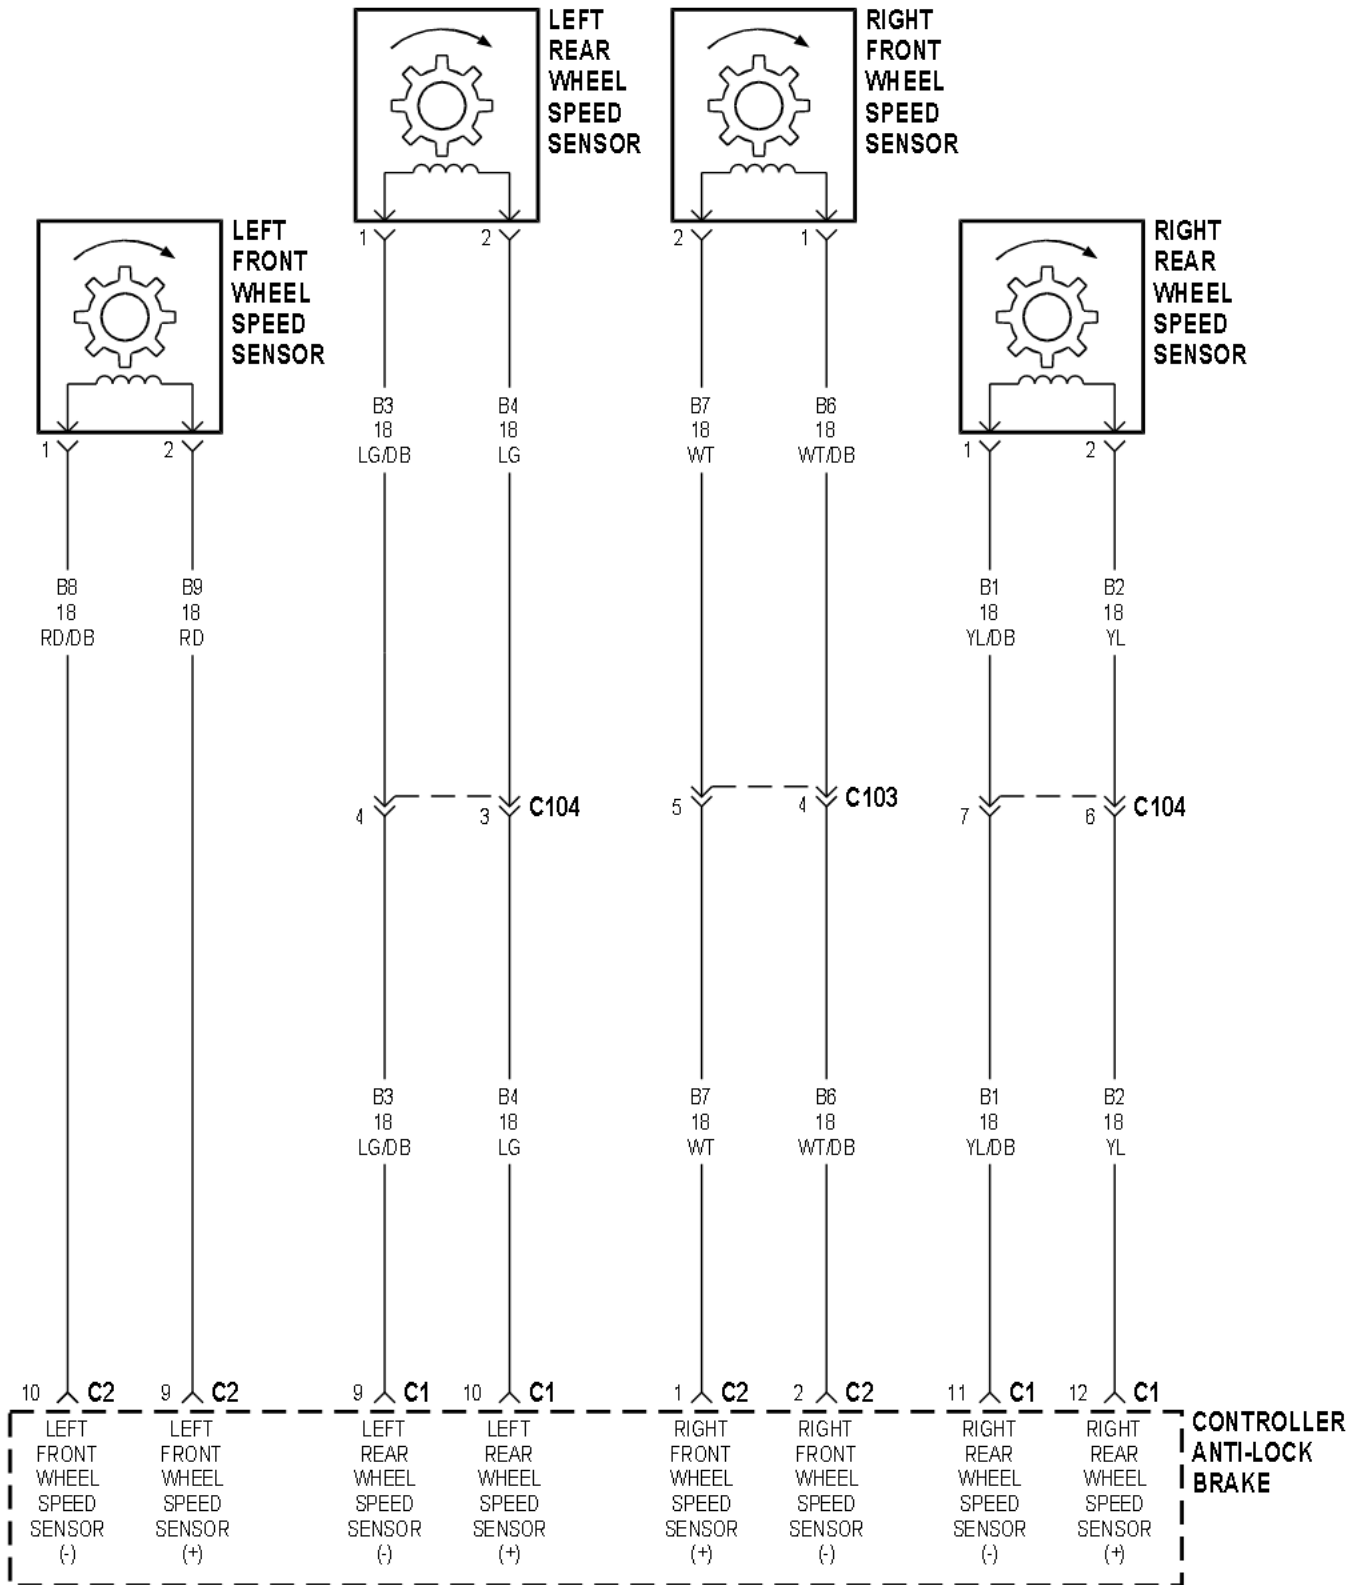 LEFT
REAR
WHEEL
SPEED
SENSOR
RIGHT
FRONT
WHEEL
SPEED
SENSOR
LEFT
FRONT
WHEEL
SPEED
SENSOR
RIGHT
REAR
WHEEL
SPEED
SENSOR
1 2 2 1
1 2 1 2
B3 B4 B7 B6
18 18 18 18
LG/DB LG WT WT/DB
B8 B9 B1 B2
18 18 18 18
RD/DB RD YL/DB YL
4 3 C104 5 4 C103 7 6 C104
B3 B4 B7 B6 B1 B2
18 18 18 18 18 18
LG/DB LG WT WT/DB YL/DB YL
10 C2 9 C2 9 C1 10 C1 1 C2 2 C2 11 C1 12 C1
LEFT
FRONT
WHEEL
SPEED
SENSOR
(-)
LEFT
FRONT
WHEEL
SPEED
SENSOR
(+)
LEFT
REAR
WHEEL
SPEED
SENSOR
(-)
LEFT
REAR
WHEEL
SPEED
SENSOR
(+)
RIGHT
FRONT
WHEEL
SPEED
SENSOR
(+)
RIGHT
FRONT
WHEEL
SPEED
SENSOR
(-)
RIGHT
REAR
WHEEL
SPEED
SENSOR
(-)
RIGHT
REAR
WHEEL
SPEED
SENSOR
(+)
CONTROLLER
ANTI-LOCK
BRAKE